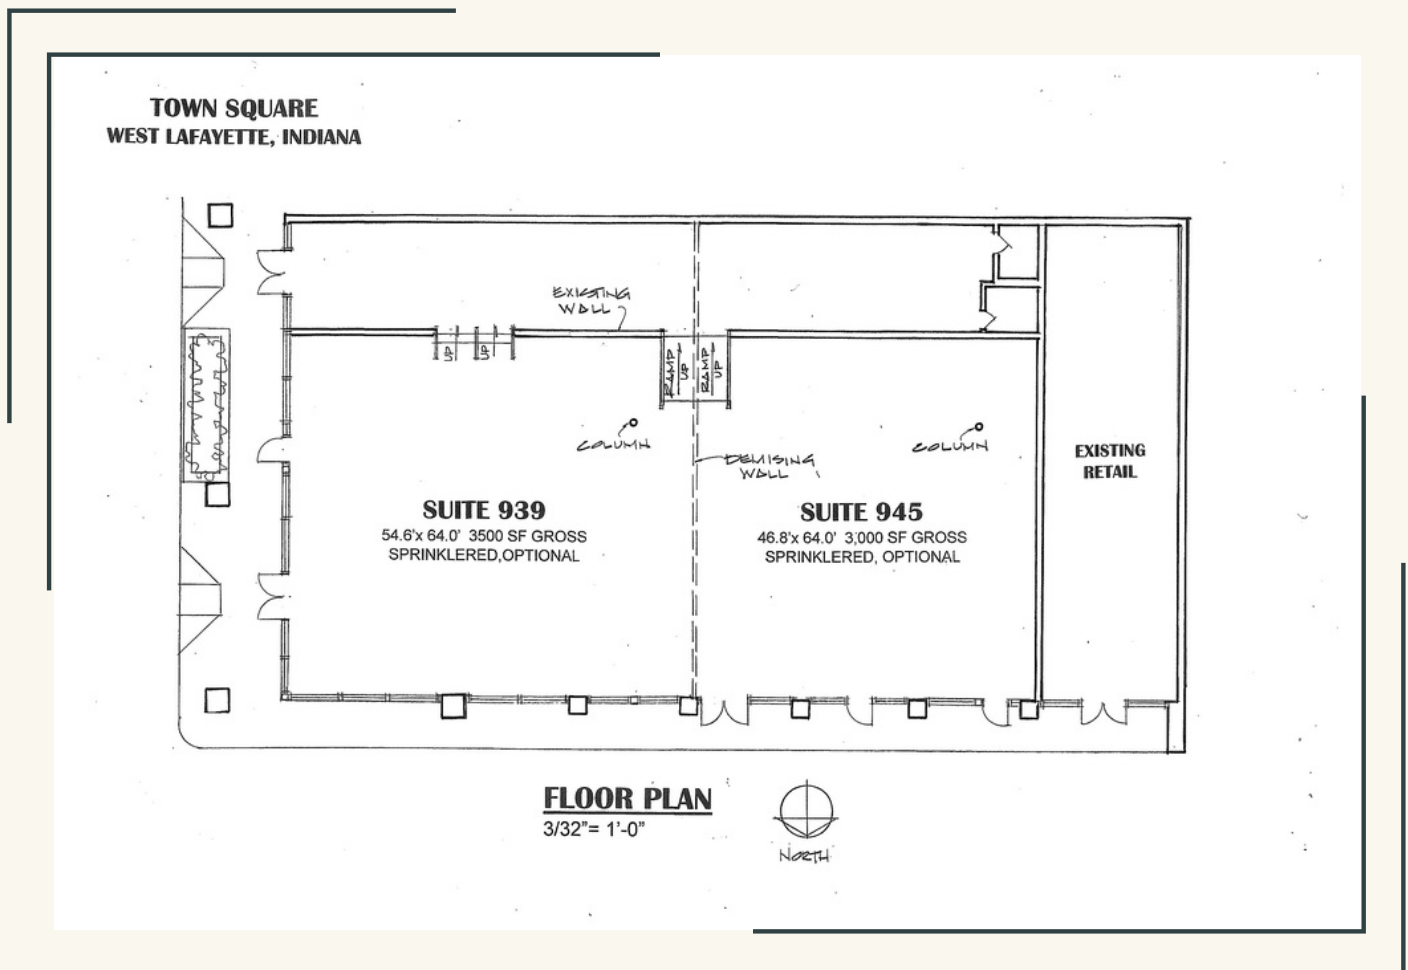 TOWN SQUARE
WEST LAFAYETTE, INDIANA
EXISTING
WALL
UP
UP
RAMP
UP
RAMP
UP
COLUMN
COLUMN
DEMISING
WALL
EXISTING
RETAIL
SUITE 939
54.6'x 64.0' 3500 SF GROSS
SPRINKLERED,OPTIONAL
SUITE 945
46.8'x 64.0' 3,000 SF GROSS
SPRINKLERED, OPTIONAL
FLOOR PLAN
3/32"= 1'-0"
NORTH